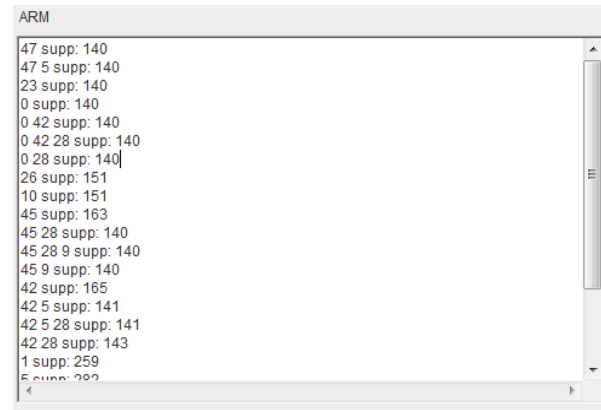 ARM
47 supp: 140
47 5 supp: 140
23 supp: 140
0 supp: 140
0 42 supp: 140
0 42 28 supp: 140
0 28 supp: 140
26 supp: 151
10 supp: 151
45 supp: 163
45 28 supp: 140
45 28 9 supp: 140
45 9 supp: 140
42 supp: 165
42 5 supp: 141
42 5 28 supp: 141
42 28 supp: 143
1 supp: 259
5 supp: 282